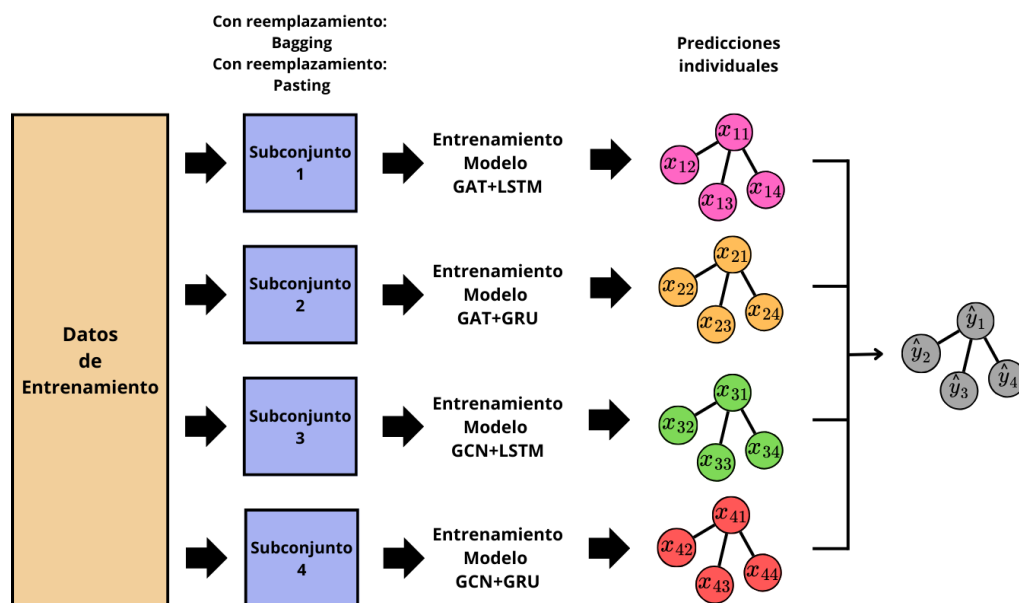 Con reemplazamiento:
Bagging
Con reemplazamiento:
Pasting
Predicciones
individuales
Datos
de
Entrenamiento
Subconjunto
1
Entrenamiento
Modelo
GAT+LSTM
x₁₁
x₁₂
x₁₃
x₁₄
Subconjunto
2
Entrenamiento
Modelo
GAT+GRU
x₂₁
x₂₂
x₂₃
x₂₄
Subconjunto
3
Entrenamiento
Modelo
GCN+LSTM
x₃₁
x₃₂
x₃₃
x₃₄
Subconjunto
4
Entrenamiento
Modelo
GCN+GRU
x₄₁
x₄₂
x₄₃
x₄₄
ŷ₁
ŷ₂
ŷ₃
ŷ₄